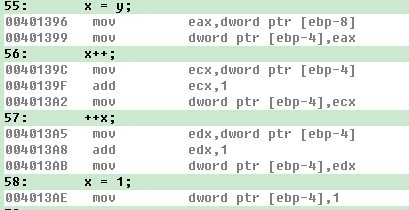 55: x = y;
00401396 mov eax,dword ptr [ebp-8]
00401399 mov dword ptr [ebp-4],eax
56: x++;
0040139C mov ecx,dword ptr [ebp-4]
0040139F add ecx,1
004013A2 mov dword ptr [ebp-4],ecx
57: ++x;
004013A5 mov edx,dword ptr [ebp-4]
004013A8 add edx,1
004013AB mov dword ptr [ebp-4],edx
58: x = 1;
004013AE mov dword ptr [ebp-4],1